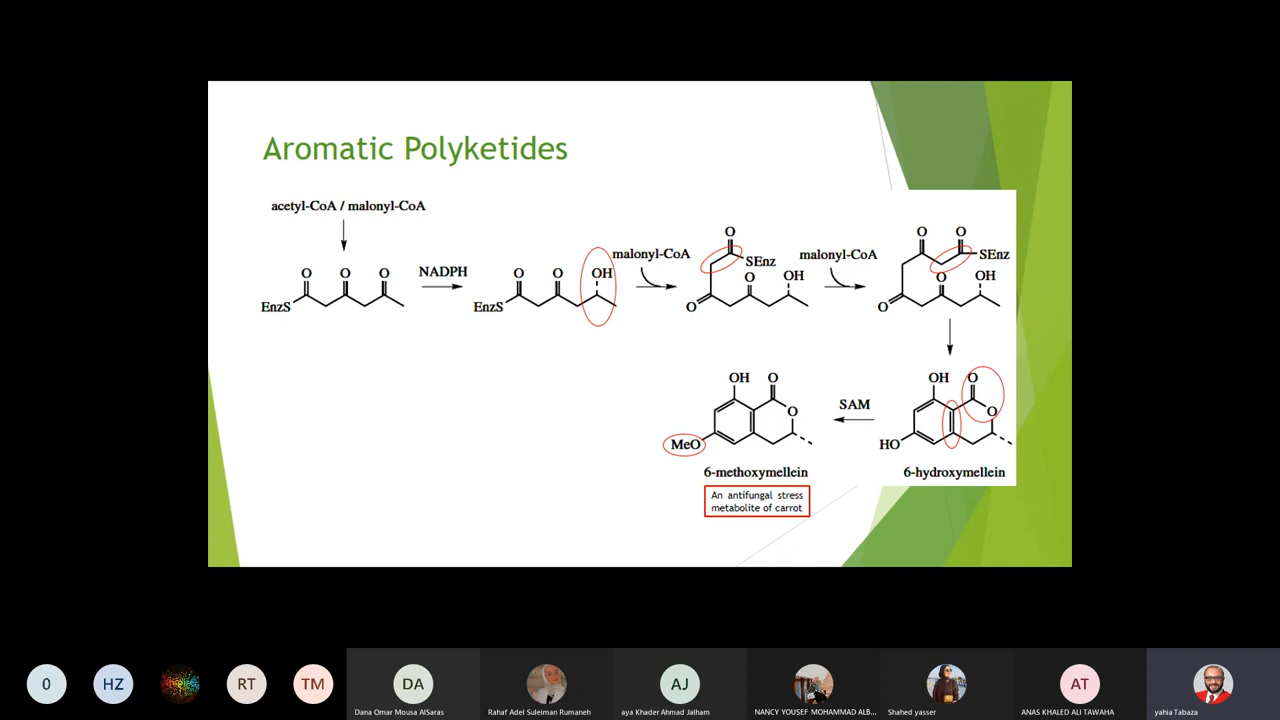 Aromatic Polyketides
acetyl-CoA / malonyl-CoA
O O O
EnzS
NADPH
O O OH
EnzS
malonyl-CoA
O
SEnz
O OH
O
malonyl-CoA
O O
SEnz
OH
O
O
OH O
O
HO
6-hydroxymellein
SAM
OH O
O
MeO
6-methoxymellein
An antifungal stress
metabolite of carrot
0
HZ
RT
TM
DA
Dana Omar Mousa AlSaras
Rahaf Adel Suleiman Rumaneh
AJ
aya Khader Ahmad Jalham
NANCY YOUSEF MOHAMMAD ALB...
Shahed yasser
AT
ANAS KHALED ALI TAWAHA
yahia Tabaza